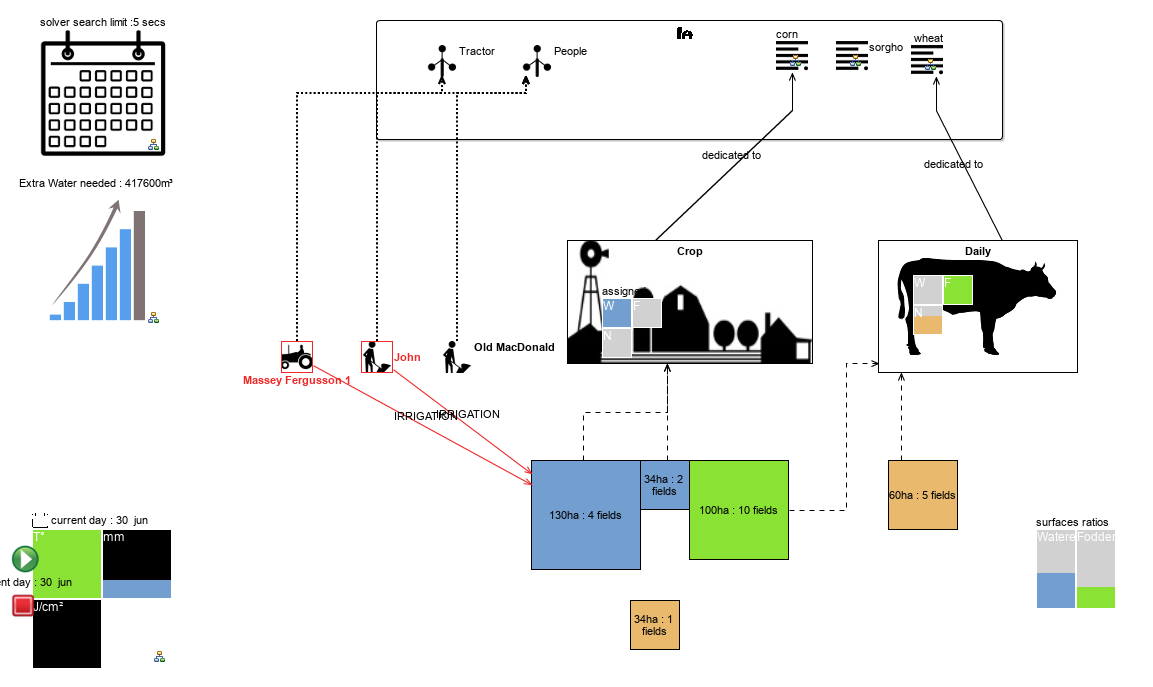 solver search limit :5 secs
Tractor
People
corn
sorgho
wheat
dedicated to
dedicated to
Extra Water needed : 417600m³
Crop
assigne
W
F
N
Daily
W
F
N
Old MacDonald
John
Massey Fergusson 1
IRRIGATION
IRRIGATION
34ha : 2
fields
130ha : 4 fields
100ha : 10 fields
60ha : 5 fields
current day : 30 jun
T°
mm
nt day : 30 jun
J/cm²
surfaces ratios
Watere
Fodder
34ha : 1
fields